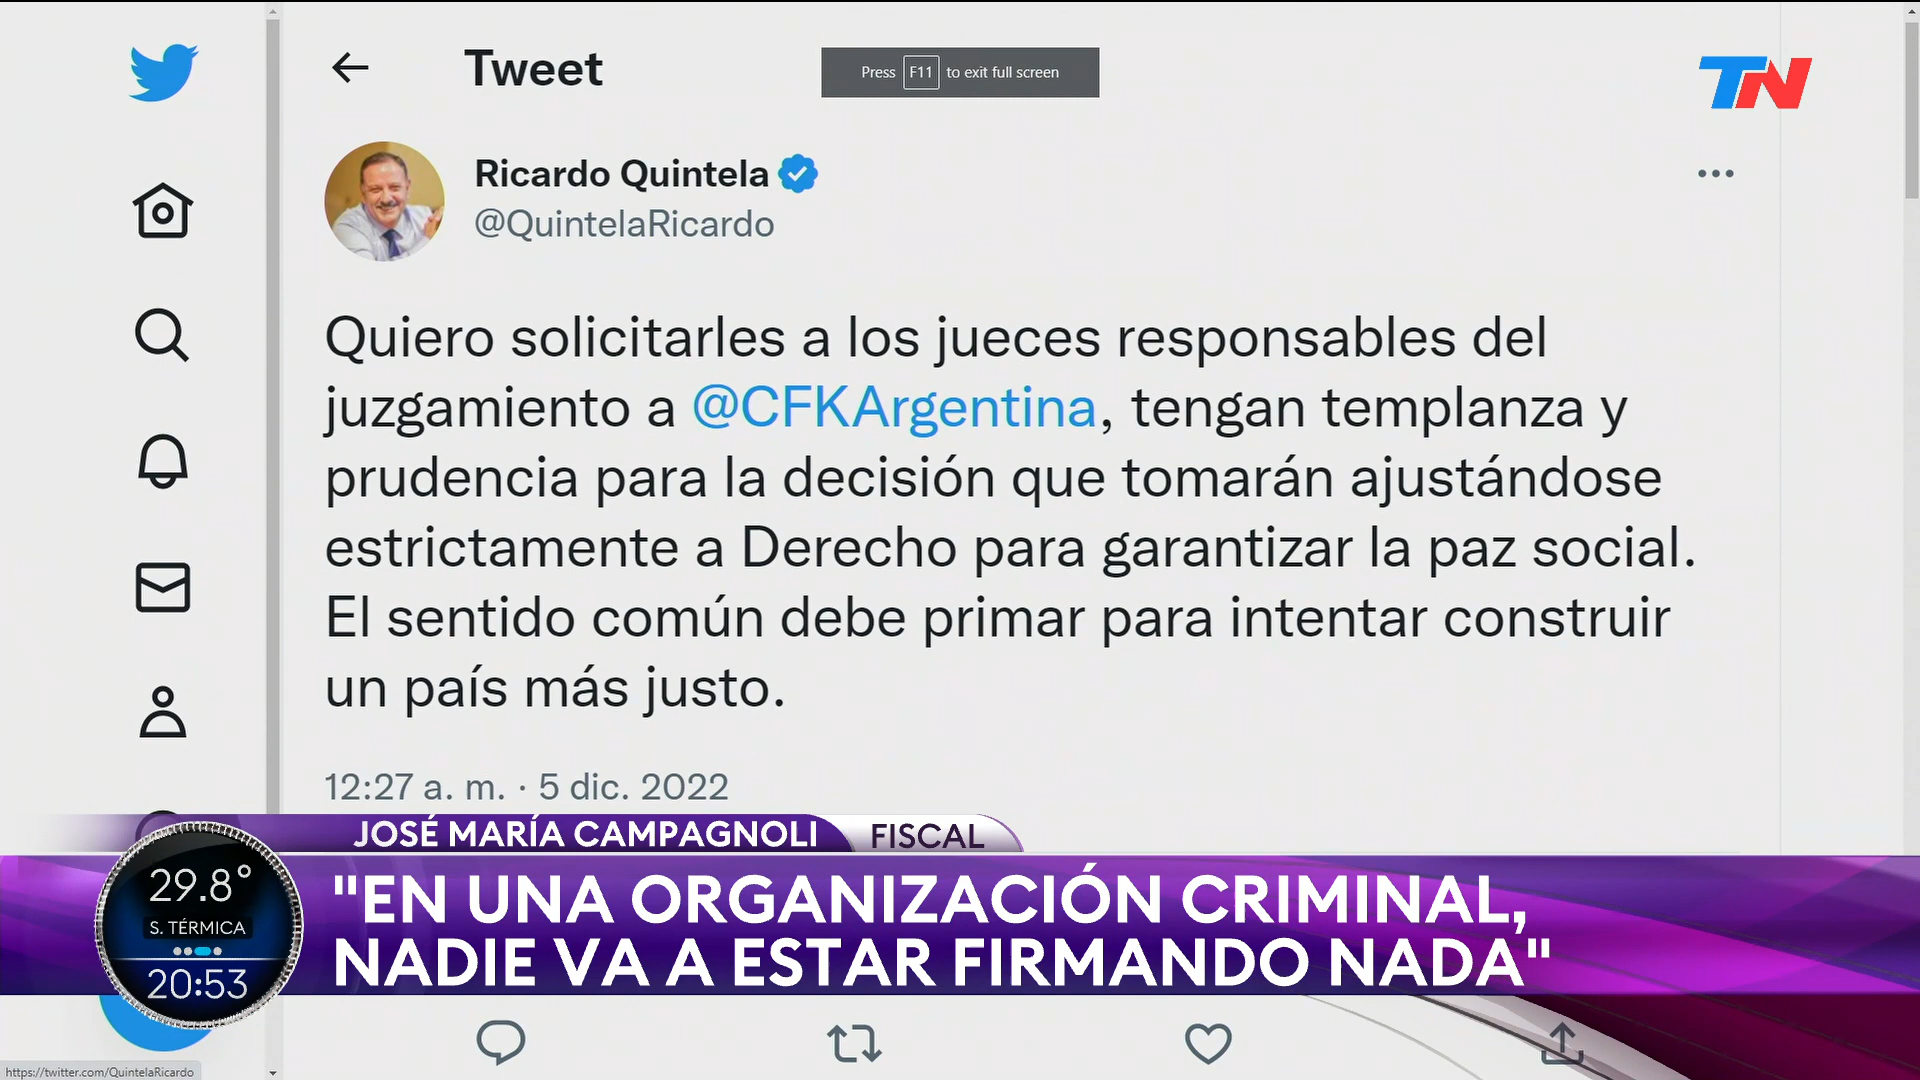 Tweet
Press F11 to exit full screen
TN
Ricardo Quintela
@QuintelaRicardo
Quiero solicitarles a los jueces responsables del
juzgamiento a @CFKArgentina, tengan templanza y
prudencia para la decisión que tomarán ajustándose
estrictamente a Derecho para garantizar la paz social.
El sentido común debe primar para intentar construir
un país más justo.
12:27 a. m. · 5 dic. 2022
JOSÉ MARÍA CAMPAGNOLI FISCAL
29.8°
S. TÉRMICA
20:53
"EN UNA ORGANIZACIÓN CRIMINAL,
NADIE VA A ESTAR FIRMANDO NADA"
https://twitter.com/QuintelaRicardo